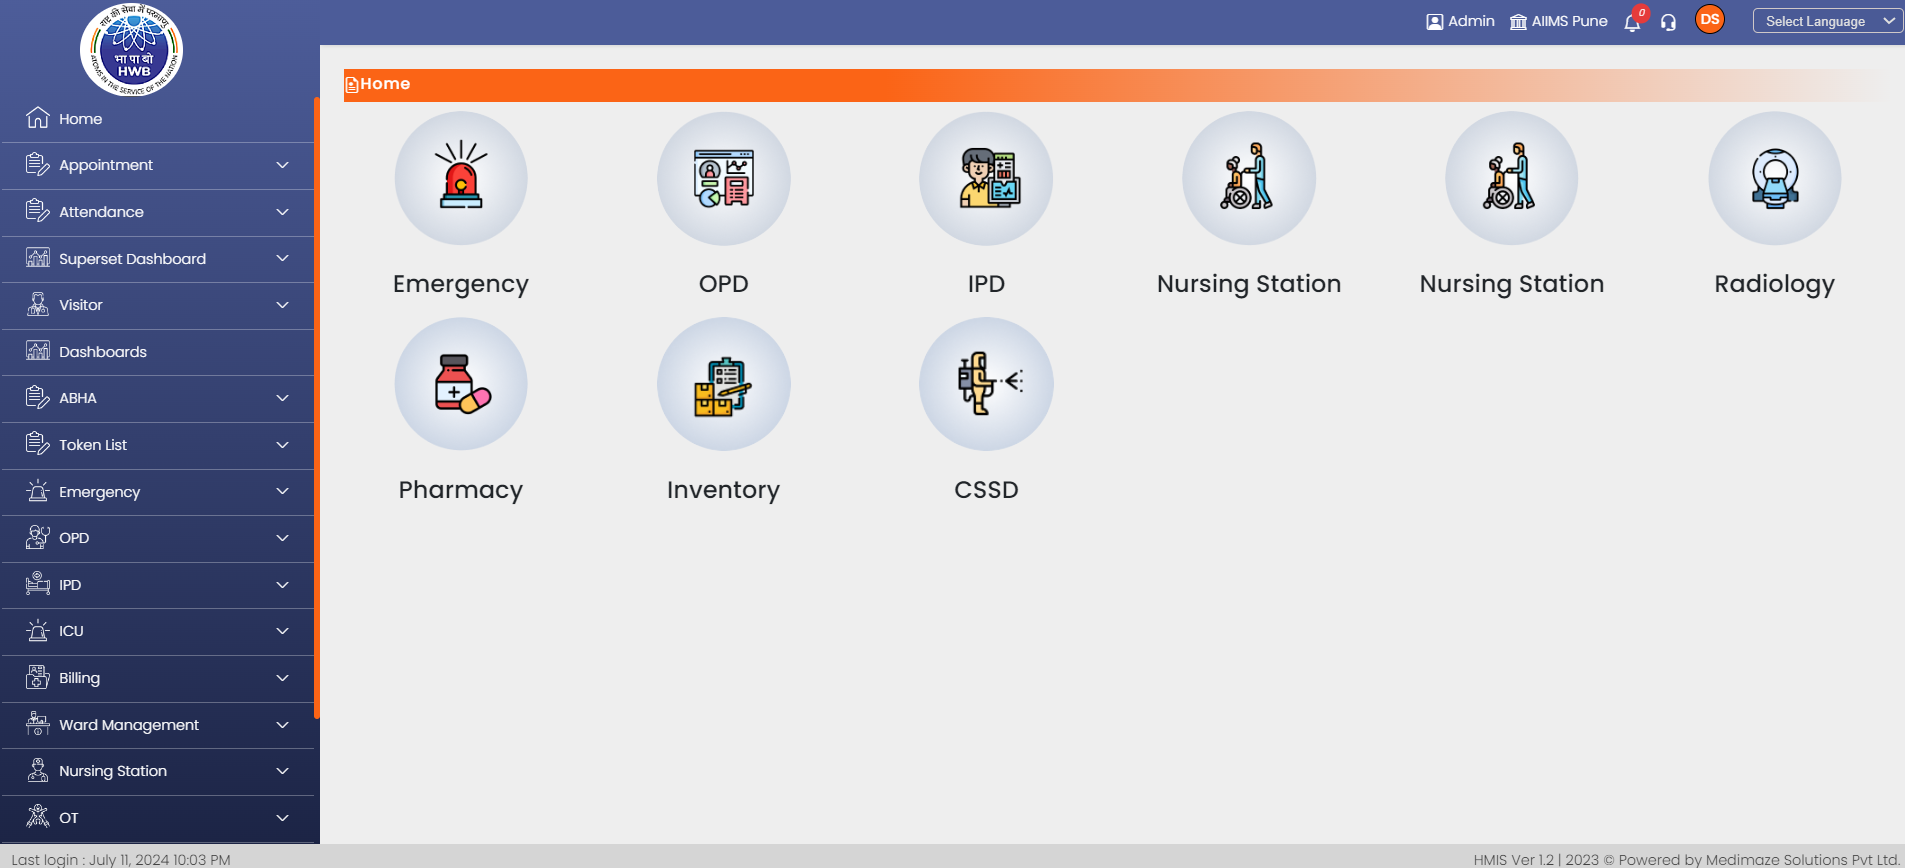 राष्ट्र की सेवा में परमाणु
भा पा बो
HWB
ATOMS IN THE SERVICE OF THE NATION
Admin
AIIMS Pune
0
DS
Select Language
Home
Home
Appointment
Attendance
Superset Dashboard
Visitor
Dashboards
ABHA
Token List
Emergency
OPD
IPD
ICU
Billing
Ward Management
Nursing Station
OT
Emergency
OPD
IPD
Nursing Station
Nursing Station
Radiology
Pharmacy
Inventory
CSSD
Last login : July 11, 2024 10:03 PM
HMIS Ver 1.2 | 2023 © Powered by Medimaze Solutions Pvt Ltd.